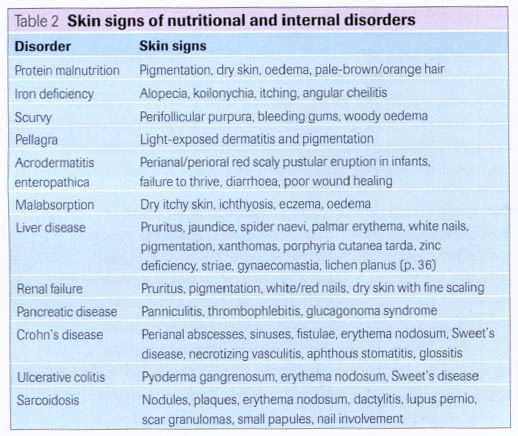 Table 2 Skin signs of nutritional and internal disorders
Disorder Skin signs
Protein malnutrition Pigmentation, dry skin, oedema, pale-brown/orange hair
Iron deficiency Alopecia, koilonychia, itching, angular cheilitis
Scurvy Perifollicular purpura, bleeding gums, woody oedema
Pellagra Light-exposed dermatitis and pigmentation
Acrodermatitis Perianal/perioral red scaly pustular eruption in infants,
enteropathica failure to thrive, diarrhoea, poor wound healing
Malabsorption Dry itchy skin, ichthyosis, eczema, oedema
Liver disease Pruritus, jaundice, spider naevi, palmar erythema, white nails,
pigmentation, xanthomas, porphyria cutanea tarda, zinc
deficiency, striae, gynaecomastia, lichen planus (p. 36)
Renal failure Pruritus, pigmentation, white/red nails, dry skin with fine scaling
Pancreatic disease Panniculitis, thrombophlebitis, glucagonoma syndrome
Crohn's disease Perianal abscesses, sinuses, fistulae, erythema nodosum, Sweet's
disease, necrotizing vasculitis, aphthous stomatitis, glossitis
Ulcerative colitis Pyoderma gangrenosum, erythema nodosum, Sweet's disease
Sarcoidosis Nodules, plaques, erythema nodosum, dactylitis, lupus pernio,
scar granulomas, small papules, nail involvement